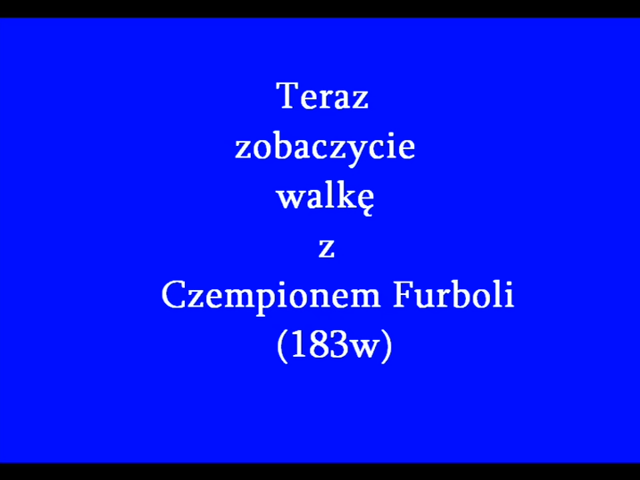 Teraz
zobaczycie
walkę
z
Czempionem Furboli
(183w)